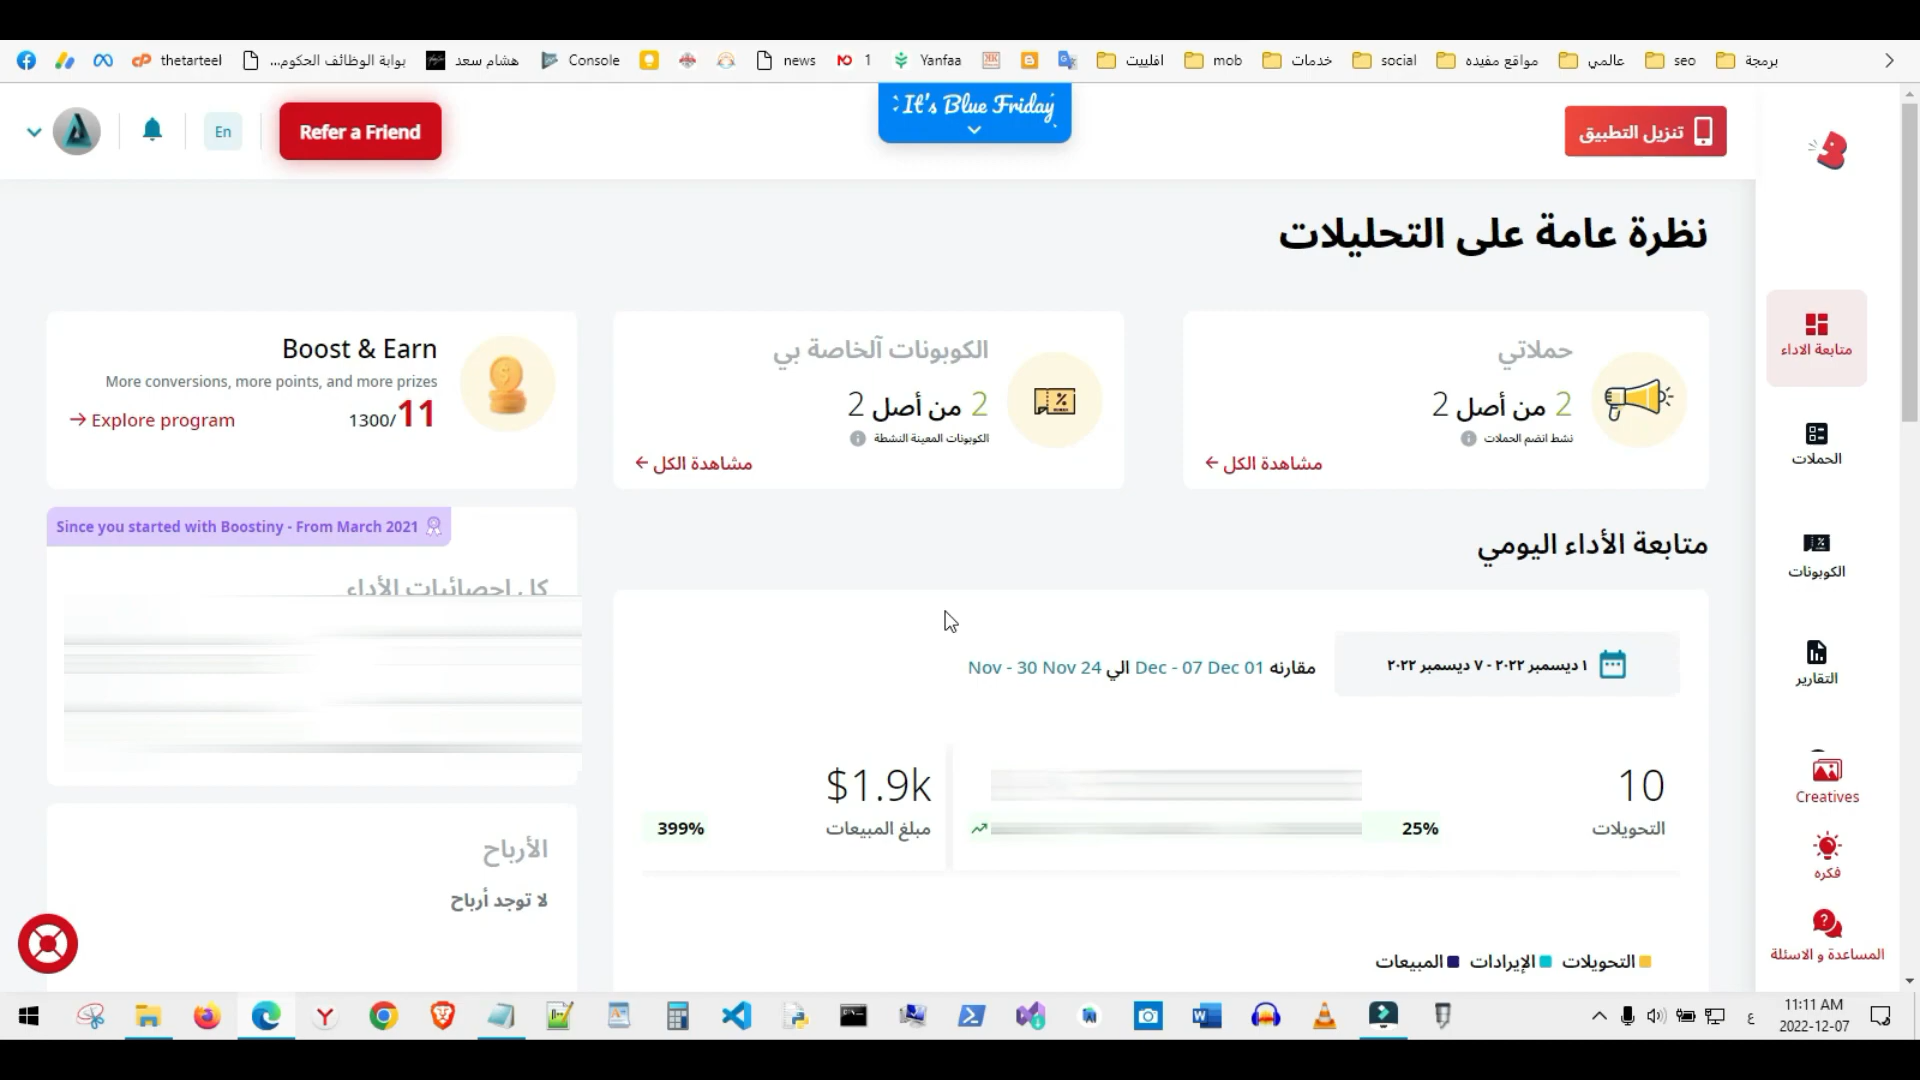 thetarteel
بوابة الوظائف الحكوم...
هشام سعد
Console
news
1
Yanfaa
افلييت
mob
خدمات
social
مواقع مفيده
عالمي
seo
برمجة
En
Refer a Friend
It's Blue Friday
تنزيل التطبيق
نظرة عامة على التحليلات
حملاتي
2 من أصل 2
نشط انضم الحملات
مشاهدة الكل ←
الكوبونات آلخاصة بي
2 من أصل 2
الكوبونات المعينة النشطة
مشاهدة الكل ←
Boost & Earn
More conversions, more points, and more prizes
1300/11
→ Explore program
Since you started with Boostiny - From March 2021
كل احصائيات الأداء
الأرباح
لا توجد أرباح
متابعة الأداء اليومي
١ ديسمبر ٢٠٢٢ - ٧ ديسمبر ٢٠٢٢
مقارنه Dec - 07 Dec 01 الي Nov - 30 Nov 24
10
التحويلات
25%
$1.9k
مبلغ المبيعات
399%
التحويلات
الإيرادات
المبيعات
متابعة الاداء
الحملات
الكوبونات
التقارير
Creatives
فكره
المساعدة و الاسئلة
ع
11:11 AM
2022-12-07